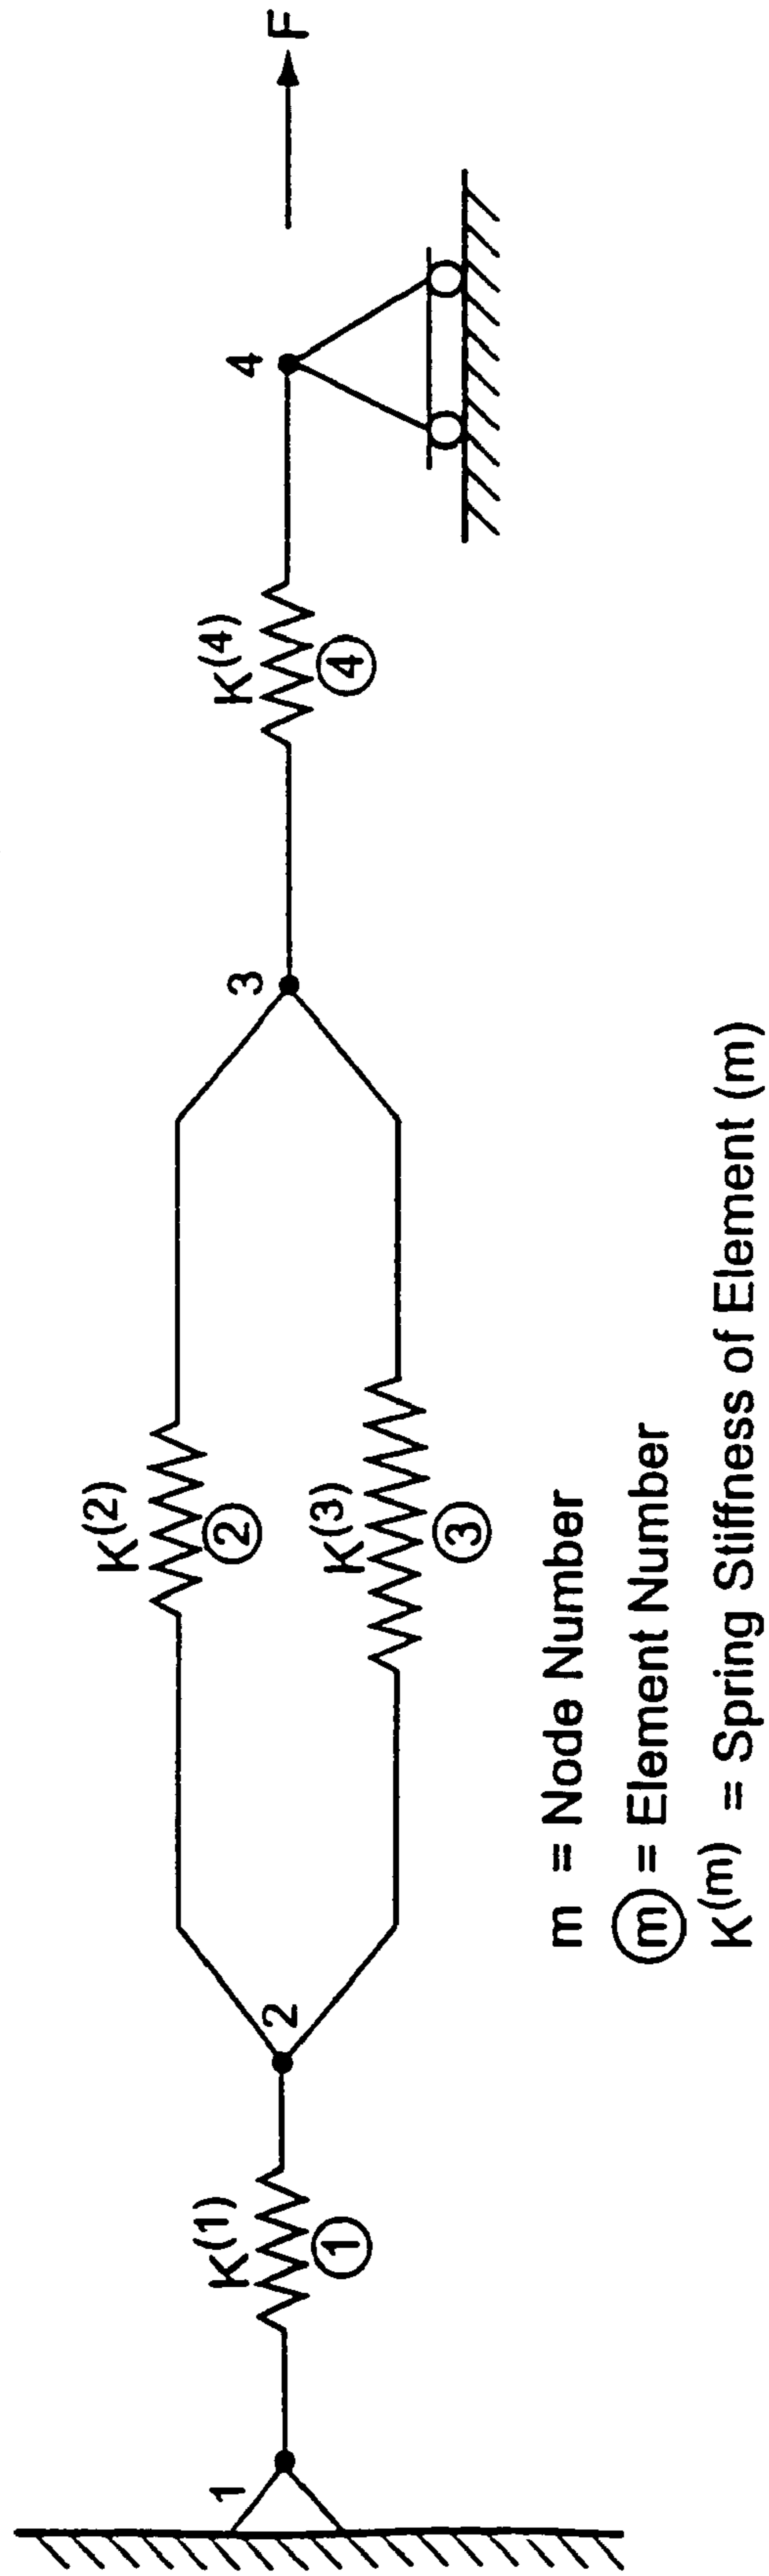 1
K(1)
①
2
K(2)
②
K(3)
③
3
K(4)
④
4
F
m = Node Number
ⓜ = Element Number
K(m) = Spring Stiffness of Element (m)